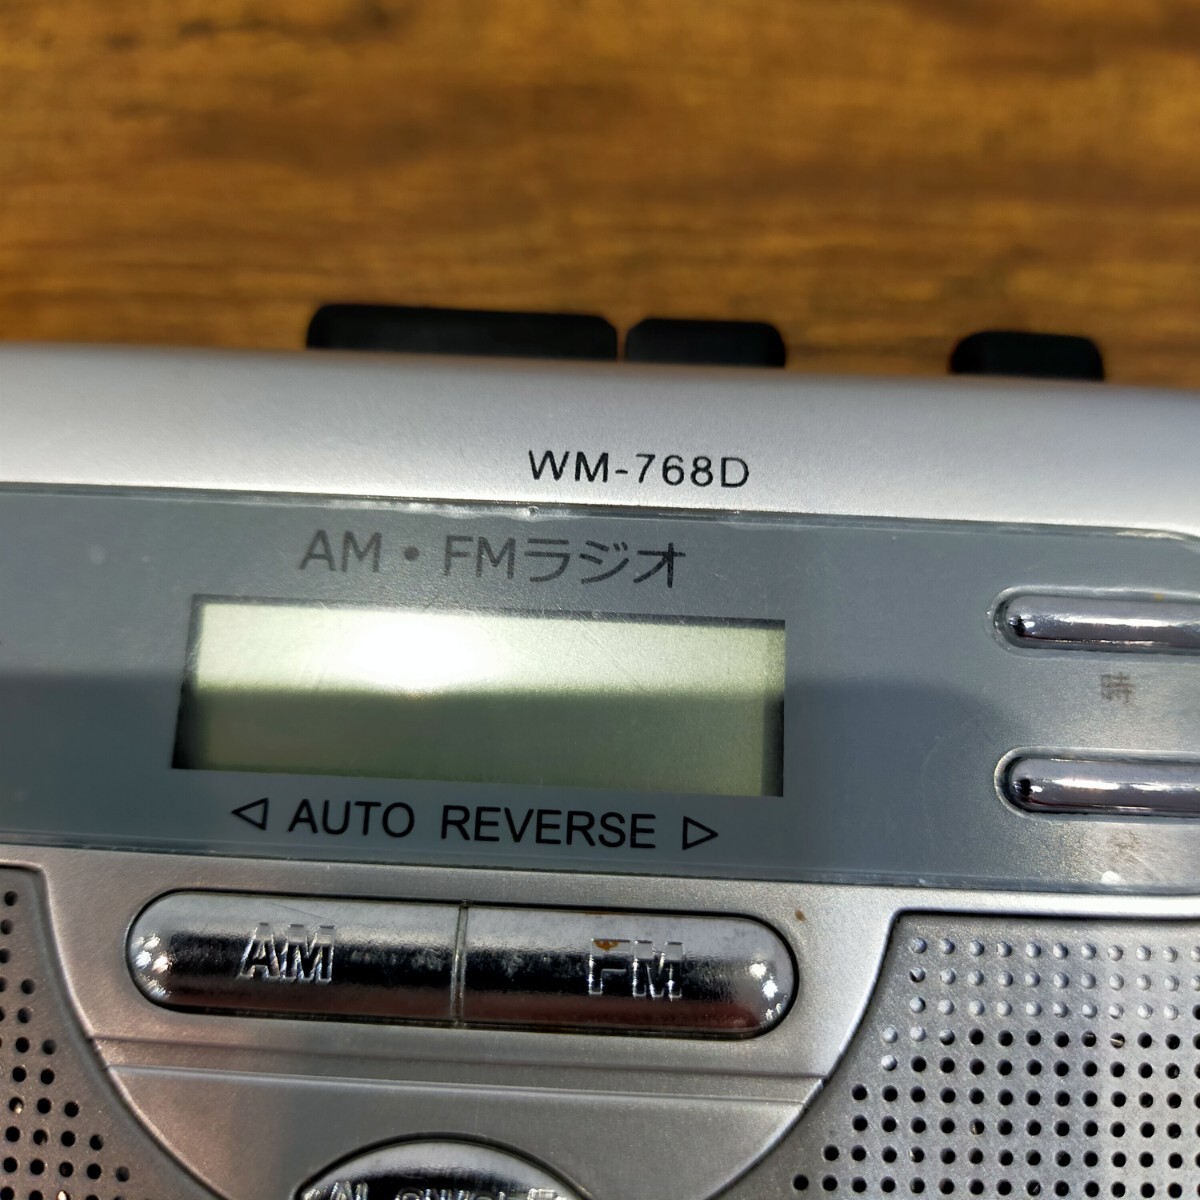 WM-768D
AM・FMラジオ
時
◁ AUTO REVERSE ▷
AM FM